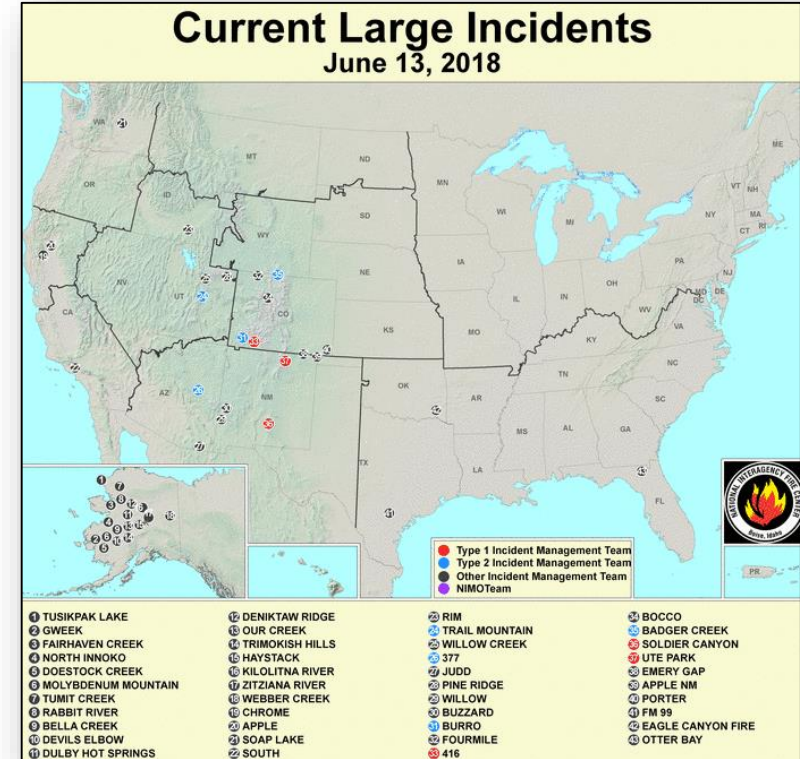 Current Large Incidents
June 13, 2018
WA
MT
ND
MN
ME
OR
ID
WY
SD
WI
MI
VT
NH
NY
MA
CT
RI
NV
UT
CO
NE
IA
IL
IN
OH
PA
NJ
MD
DE
DC
WV
VA
CA
KS
MO
KY
NC
AZ
NM
OK
AR
TN
SC
MS
AL
GA
TX
LA
FL
PR
NATIONAL INTERAGENCY FIRE CENTER
Boise, Idaho
Type 1 Incident Management Team
Type 2 Incident Management Team
Other Incident Management Team
NIMOTeam
1 TUSIKPAK LAKE
2 GWEEK
3 FAIRHAVEN CREEK
4 NORTH INNOKO
5 DOESTOCK CREEK
6 MOLYBDENUM MOUNTAIN
7 TUMIT CREEK
8 RABBIT RIVER
9 BELLA CREEK
10 DEVILS ELBOW
11 DULBY HOT SPRINGS
12 DENIKTAW RIDGE
13 OUR CREEK
14 TRIMOKISH HILLS
15 HAYSTACK
16 KILOLITNA RIVER
17 ZITZIANA RIVER
18 WEBBER CREEK
19 CHROME
20 APPLE
21 SOAP LAKE
22 SOUTH
23 RIM
24 TRAIL MOUNTAIN
25 WILLOW CREEK
26 377
27 JUDD
28 PINE RIDGE
29 WILLOW
30 BUZZARD
31 BURRO
32 FOURMILE
33 416
34 BOCCO
35 BADGER CREEK
36 SOLDIER CANYON
37 UTE PARK
38 EMERY GAP
39 APPLE NM
40 PORTER
41 FM 99
42 EAGLE CANYON FIRE
43 OTTER BAY